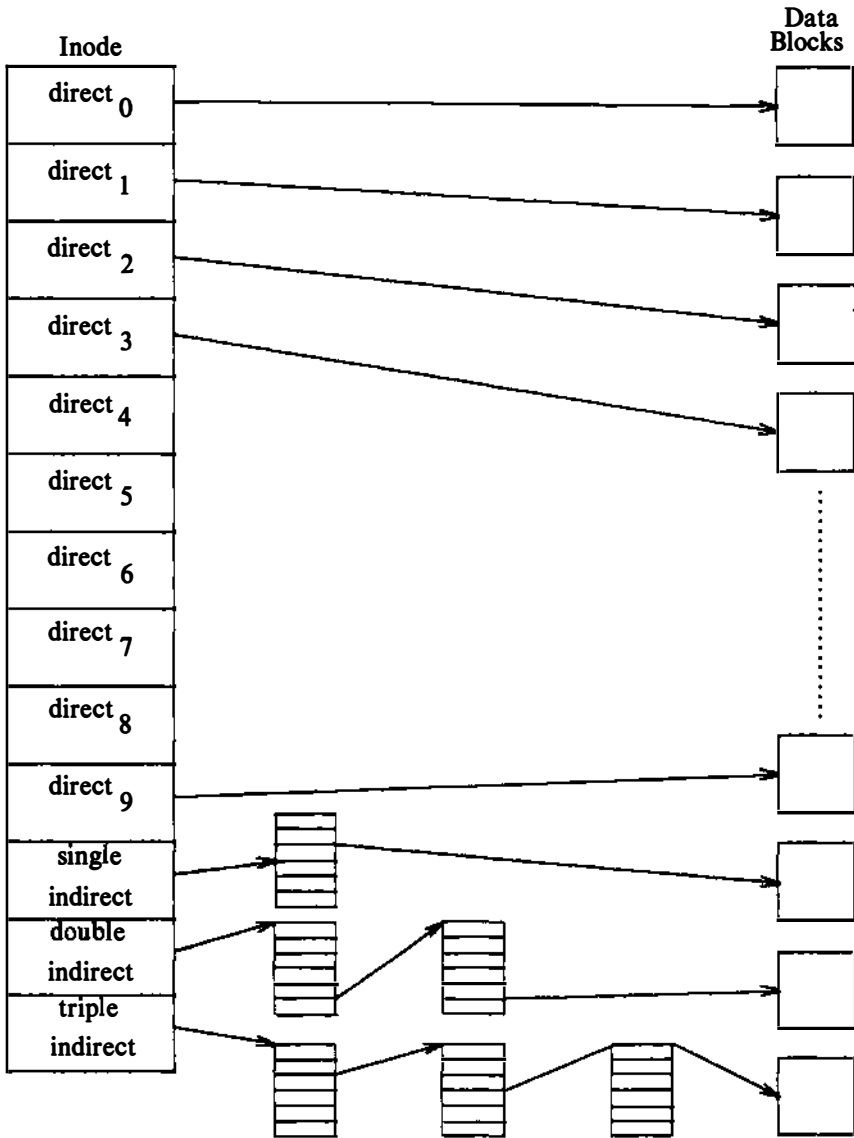 Inode
Data
Blocks
direct 0
direct 1
direct 2
direct 3
direct 4
direct 5
direct 6
direct 7
direct 8
direct 9
single
indirect
double
indirect
triple
indirect